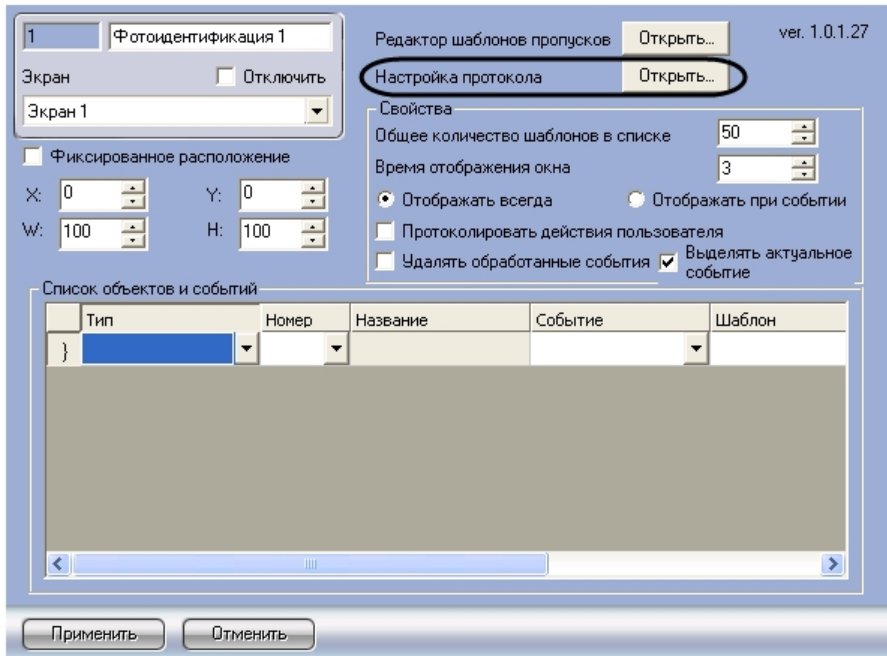 1 Фотоидентификация 1
Экран Отключить
Экран 1
Редактор шаблонов пропусков Открыть...
ver. 1.0.1.27
Настройка протокола Открыть...
Свойства
Общее количество шаблонов в списке 50
Время отображения окна 3
Отображать всегда Отображать при событии
Протоколировать действия пользователя
Удалять обработанные события Выделять актуальное
событие
Фиксированное расположение
X: 0 Y: 0
W: 100 H: 100
Список объектов и событий
Тип Номер Название Событие Шаблон
}
Применить Отменить